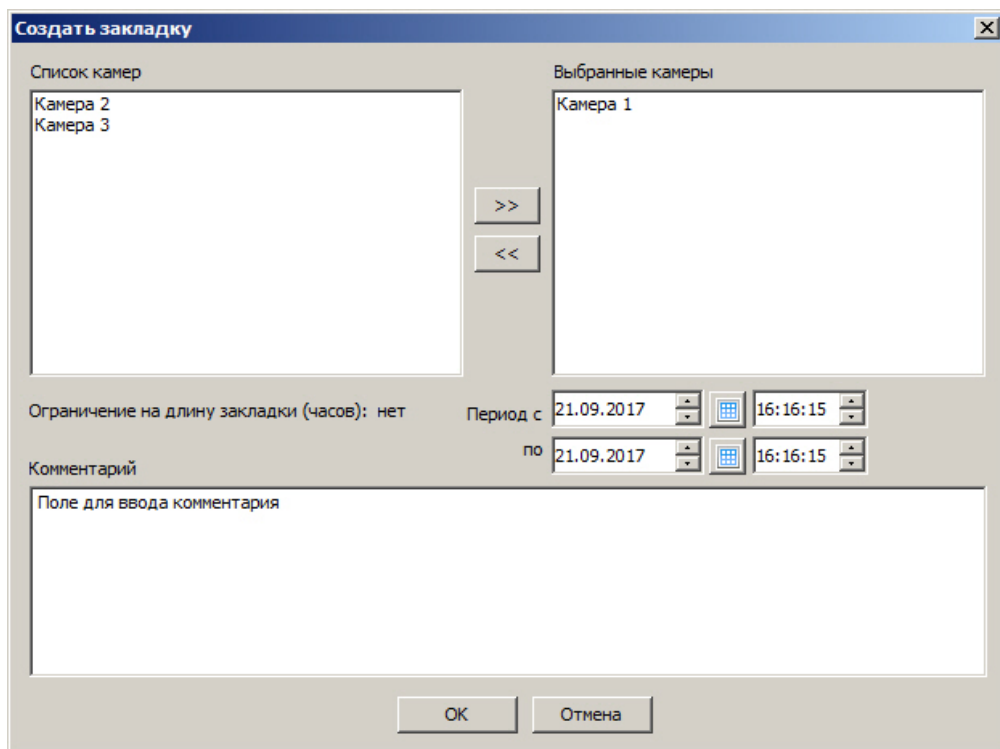 Создать закладку
Список камер
Выбранные камеры
Камера 2
Камера 3
Камера 1
>>
<<
Ограничение на длину закладки (часов): нет
Период с 21.09.2017 16:16:15
по 21.09.2017 16:16:15
Комментарий
Поле для ввода комментария
OK
Отмена